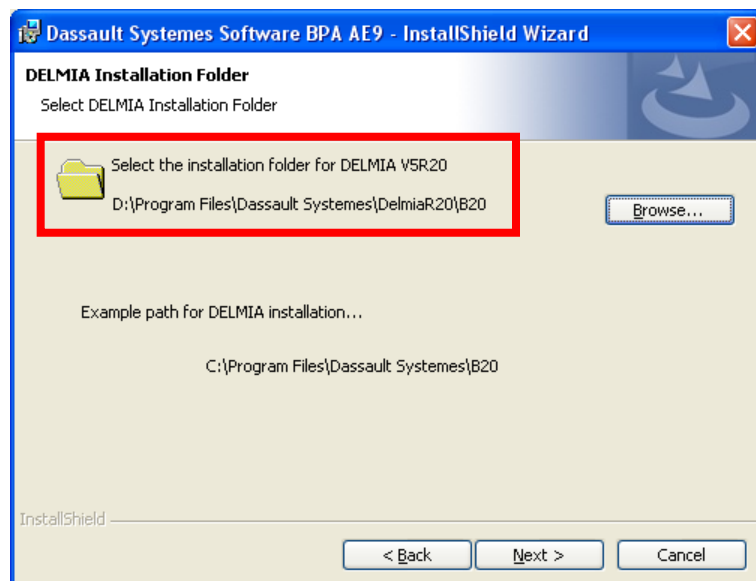 Dassault Systemes Software BPA AE9 - InstallShield Wizard
DELMIA Installation Folder
Select DELMIA Installation Folder
Select the installation folder for DELMIA V5R20
D:\Program Files\Dassault Systemes\DelmiaR20\B20
Browse...
Example path for DELMIA installation...
C:\Program Files\Dassault Systemes\B20
InstallShield
< Back
Next >
Cancel